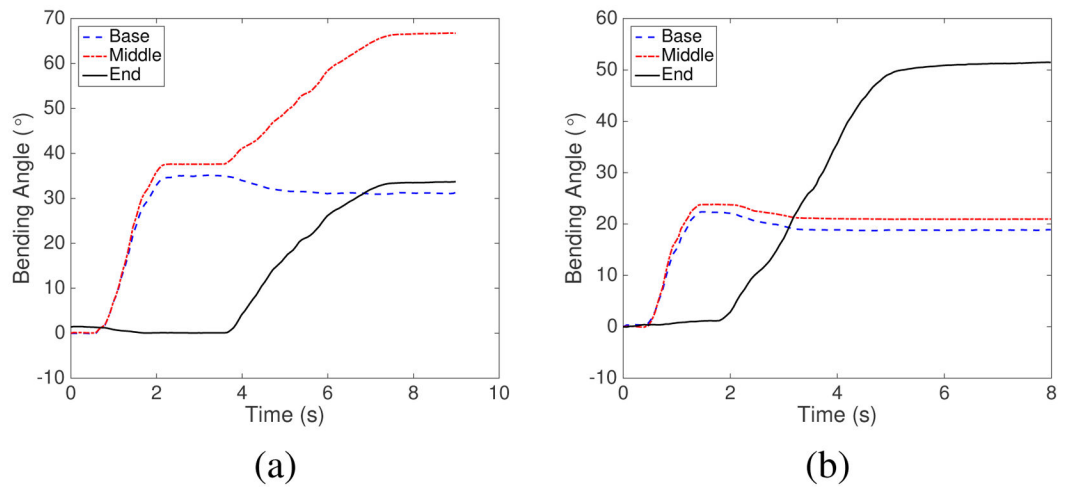 70
60
50
40
30
20
10
0
-10
Bending Angle (°)
Base
Middle
End
0 2 4 6 8 10
Time (s)
(a)
60
50
40
30
20
10
0
-10
Bending Angle (°)
Base
Middle
End
0 2 4 6 8
Time (s)
(b)